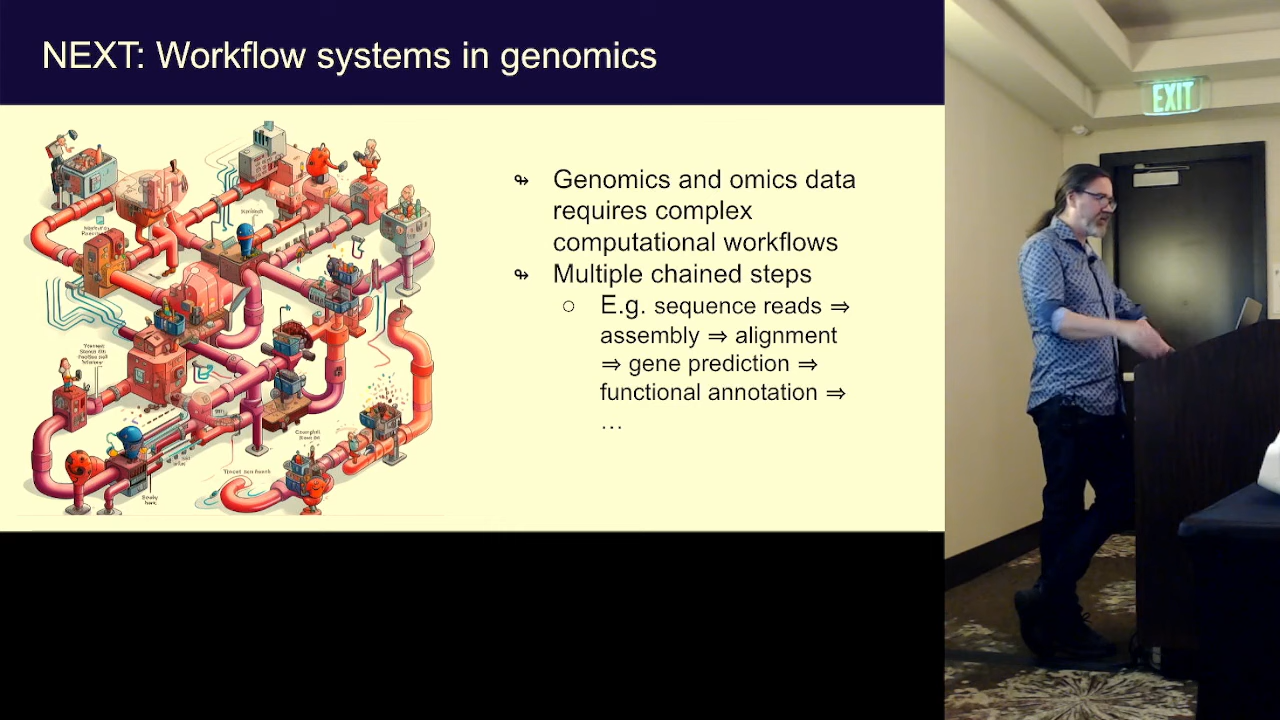 NEXT: Workflow systems in genomics
EXIT
↬ Genomics and omics data
requires complex
computational workflows
↬ Multiple chained steps
○ E.g. sequence reads ⇒
assembly ⇒ alignment
⇒ gene prediction ⇒
functional annotation ⇒
…